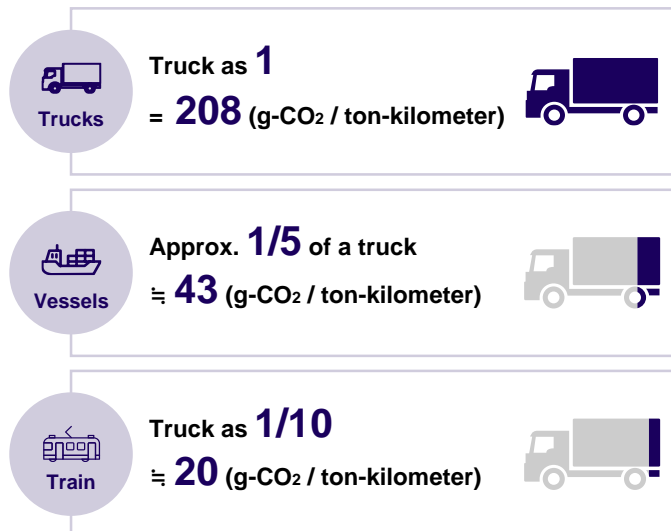 Trucks
Truck as 1
= 208 (g-CO2 / ton-kilometer)
Vessels
Approx. 1/5 of a truck
≒ 43 (g-CO2 / ton-kilometer)
Train
Truck as 1/10
≒ 20 (g-CO2 / ton-kilometer)